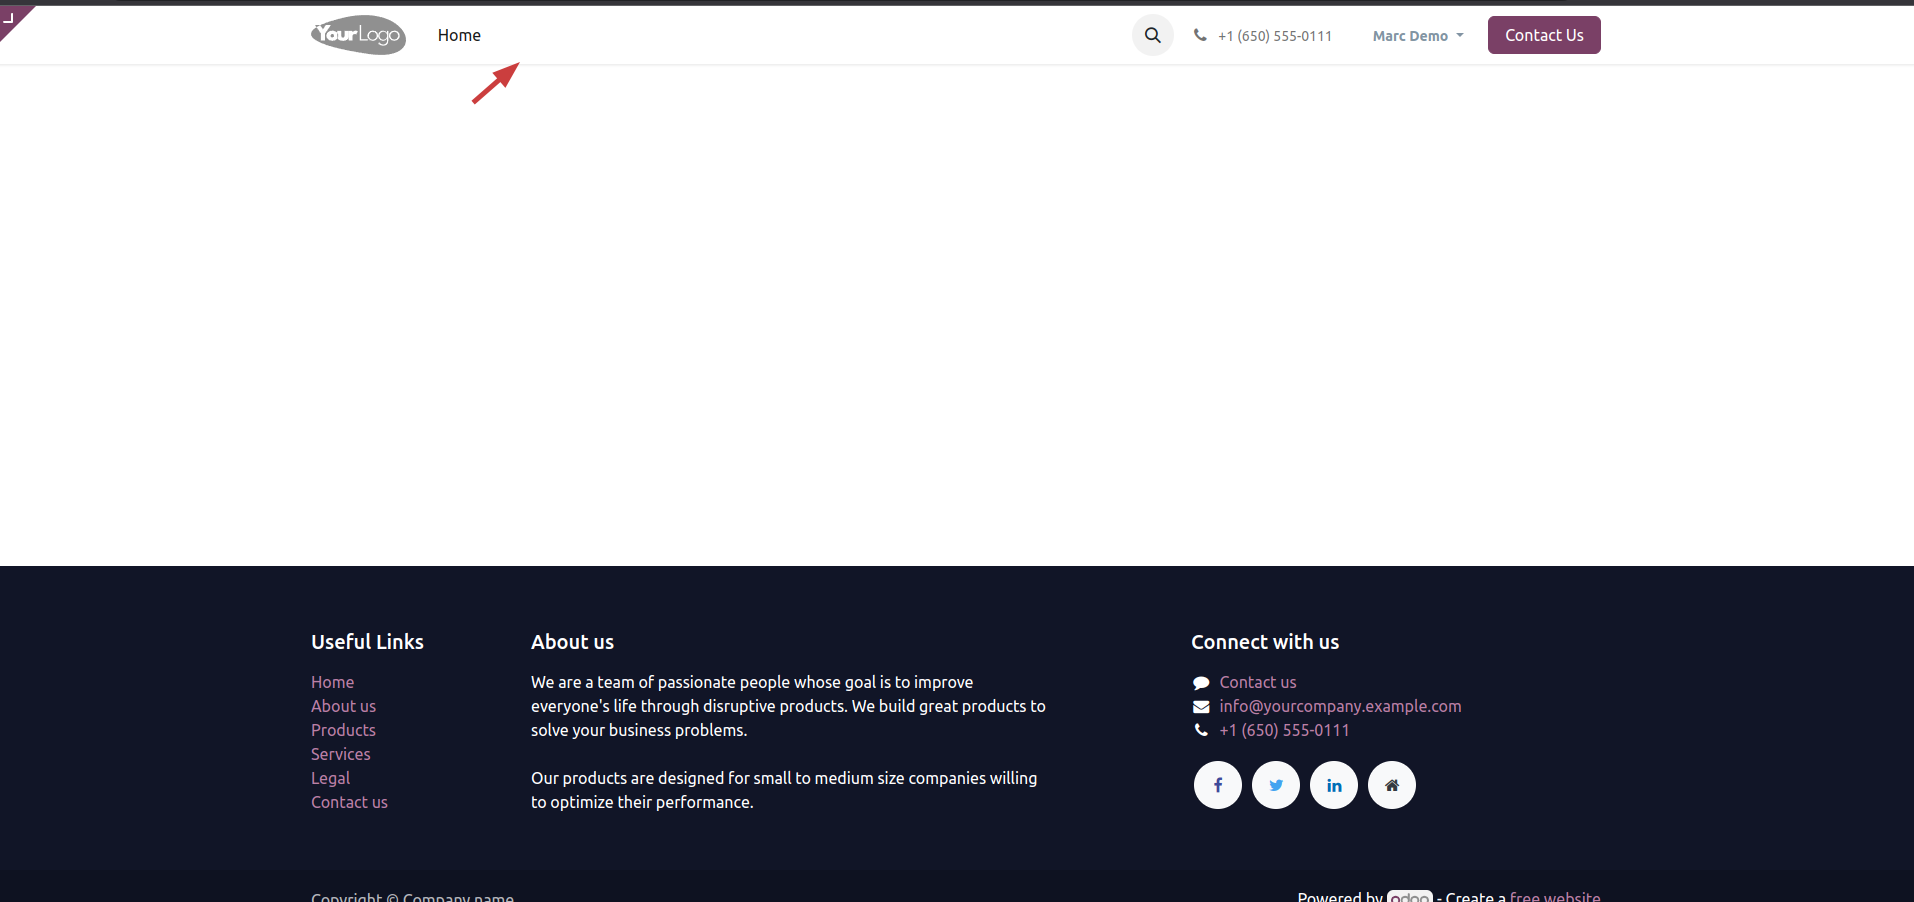 YourLogo
Home
+1 (650) 555-0111
Marc Demo
Contact Us
Useful Links
Home
About us
Products
Services
Legal
Contact us
About us
We are a team of passionate people whose goal is to improve
everyone's life through disruptive products. We build great products to
solve your business problems.
Our products are designed for small to medium size companies willing
to optimize their performance.
Connect with us
Contact us
info@yourcompany.example.com
+1 (650) 555-0111
Copyright © Company name
Powered by odoo - Create a free website